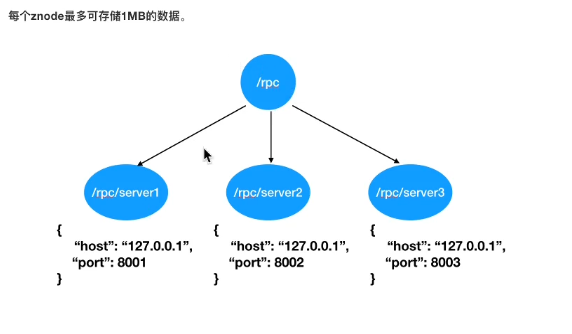 每个znode最多可存储1MB的数据。
/rpc
/rpc/server1 /rpc/server2 /rpc/server3
{ { {
“host”: “127.0.0.1”, “host”: “127.0.0.1”, “host”: “127.0.0.1”,
“port”: 8001 “port”: 8002 “port”: 8003
} } }